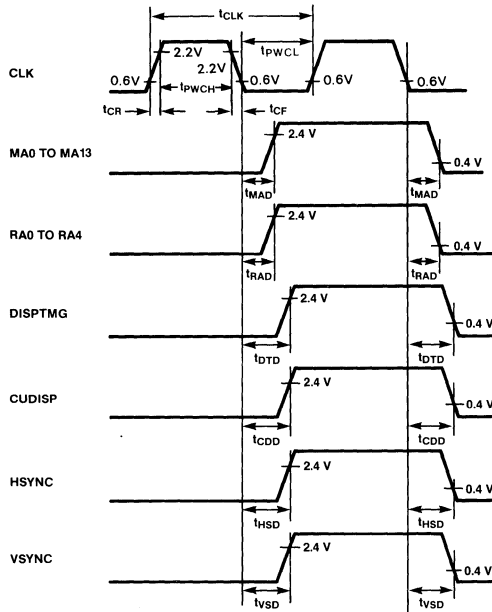 tCLK
2.2V 2.2V tPWCL
CLK
0.6V tPWCH 0.6V 0.6V 0.6V
tCR tCF
MA0 TO MA13 2.4 V 0.4 V
tMAD tMAD
RA0 TO RA4 2.4 V 0.4 V
tRAD tRAD
DISPTMG 2.4 V 0.4 V
tDTD tDTD
CUDISP 2.4 V 0.4 V
tCDD tCDD
HSYNC 2.4 V 0.4 V
tHSD tHSD
VSYNC 2.4 V 0.4 V
tVSD tVSD